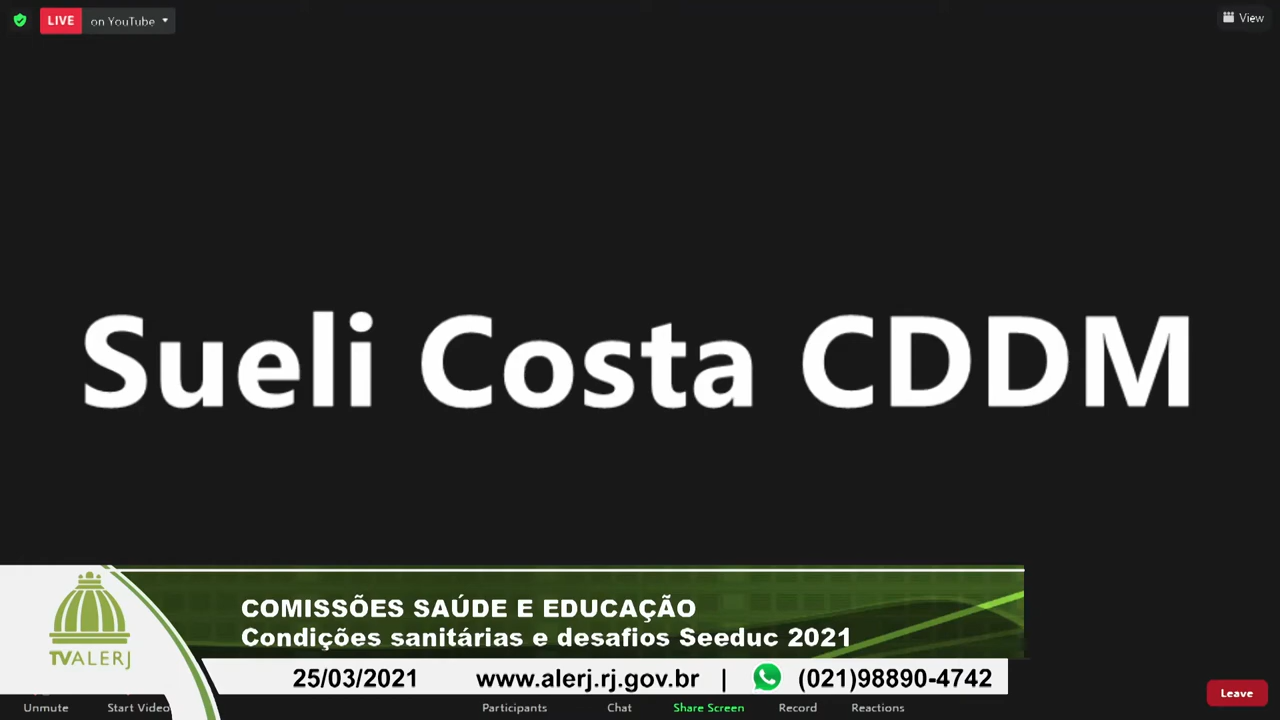 LIVE on YouTube
View
Sueli Costa CDDM
COMISSÕES SAÚDE E EDUCAÇÃO
Condições sanitárias e desafios Seeduc 2021
TVALERJ
25/03/2021 www.alerj.rj.gov.br | (021)98890-4742
Unmute Start Video Participants Chat Share Screen Record Reactions Leave